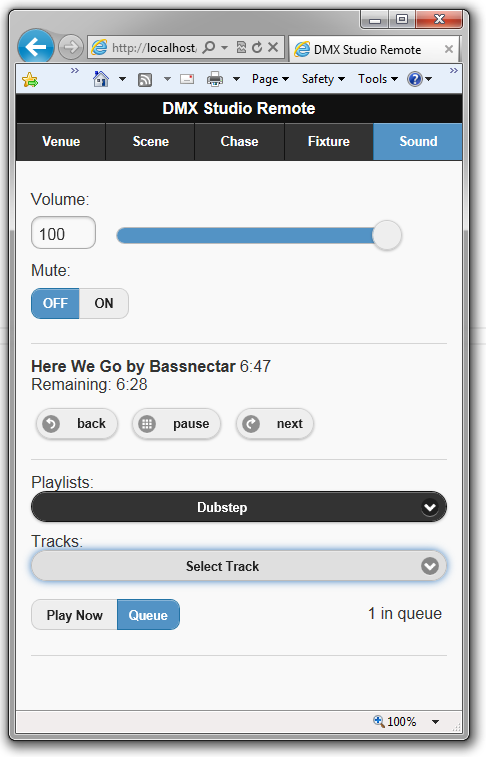 http://localhost
DMX Studio Remote
Page Safety Tools
DMX Studio Remote
Venue Scene Chase Fixture Sound
Volume:
100
Mute:
OFF ON
Here We Go by Bassnectar 6:47
Remaining: 6:28
back pause next
Playlists:
Dubstep
Tracks:
Select Track
Play Now Queue 1 in queue
100%